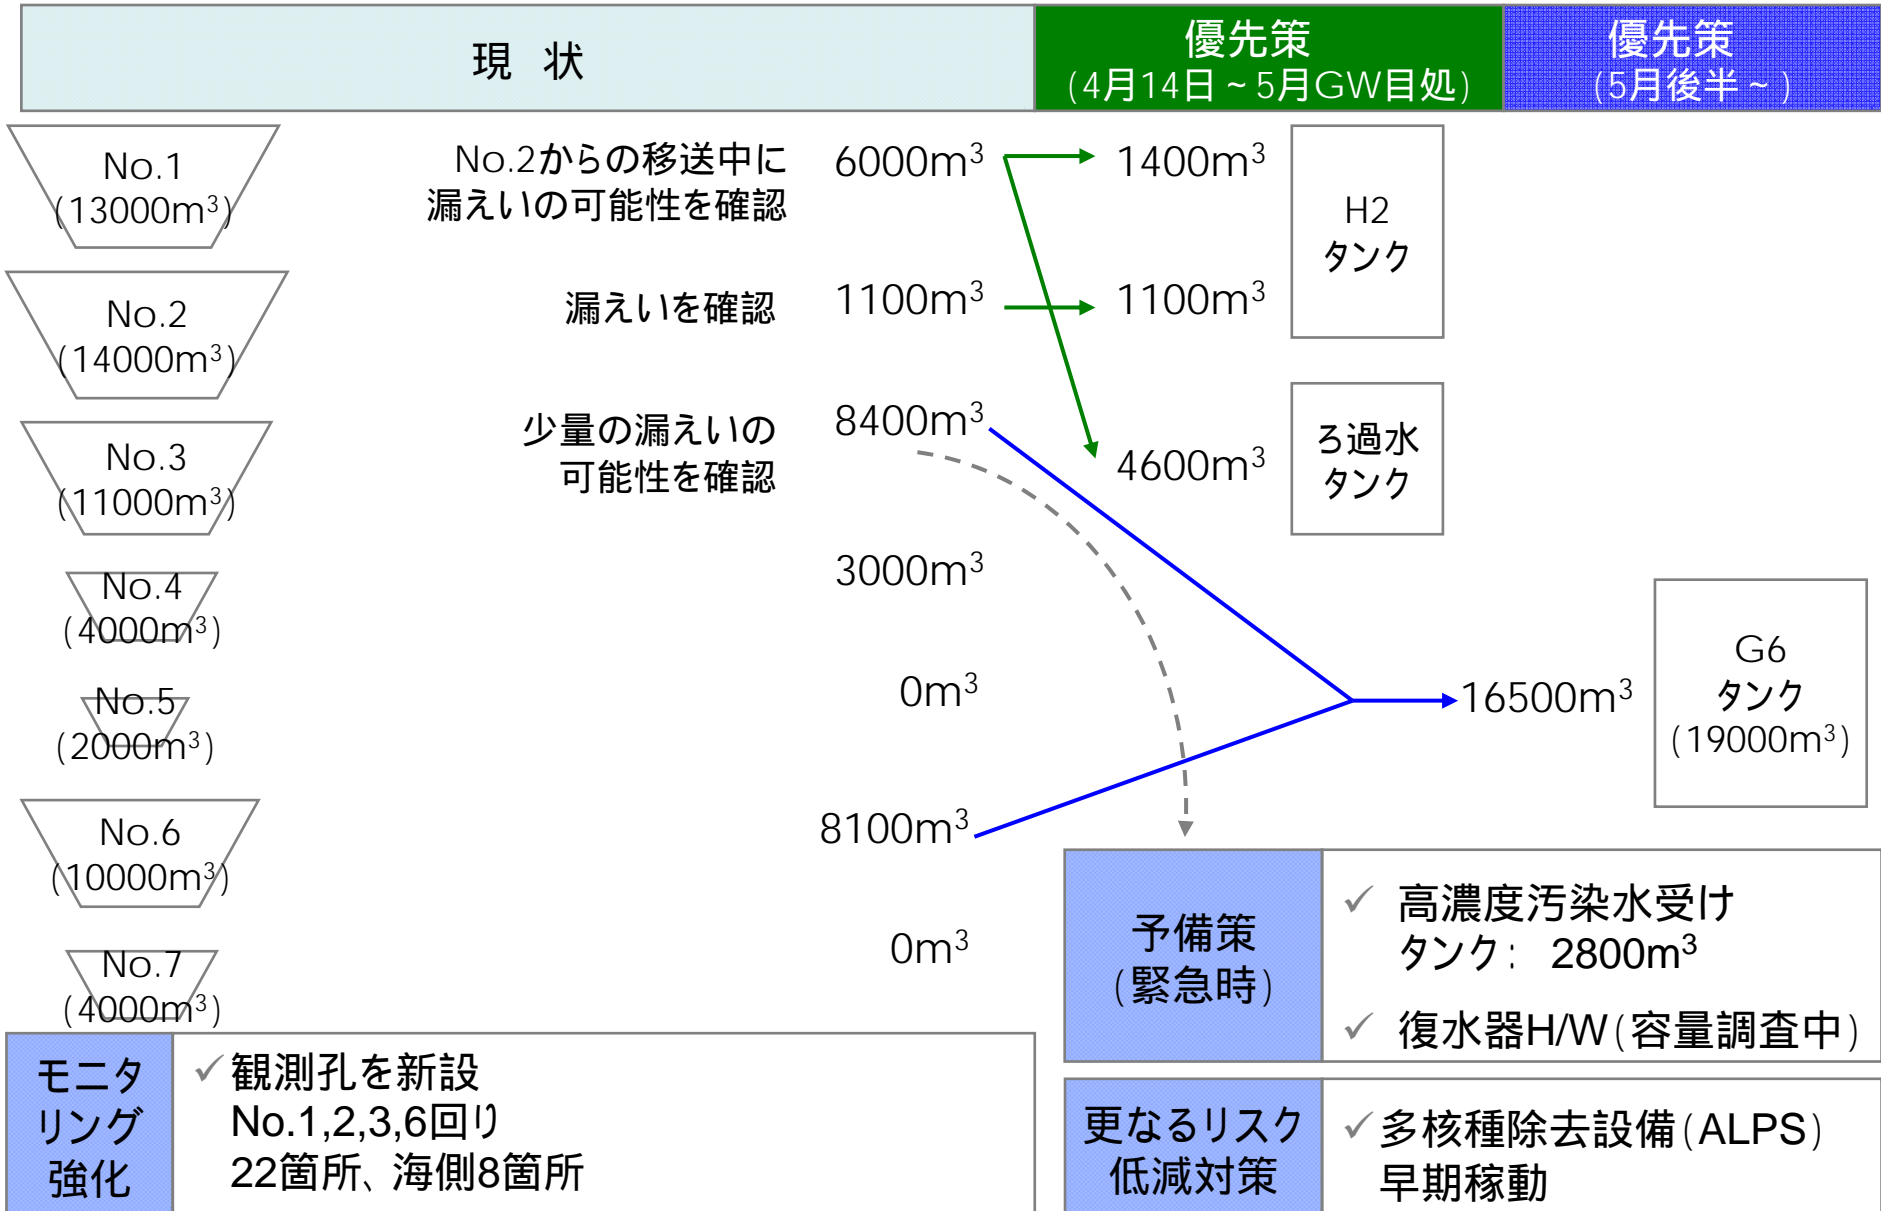 現 状
優先策
(4月14日~5月GW目処)
優先策
(5月後半~)
No.1
(13000m³)
No.2からの移送中に
漏えいの可能性を確認
6000m³
1400m³
H2
タンク
No.2
(14000m³)
漏えいを確認
1100m³
1100m³
No.3
(11000m³)
少量の漏えいの
可能性を確認
8400m³
4600m³
ろ過水
タンク
No.4
(4000m³)
3000m³
No.5
(2000m³)
0m³
16500m³
G6
タンク
(19000m³)
No.6
(10000m³)
8100m³
No.7
(4000m³)
0m³
予備策
(緊急時)
✓ 高濃度汚染水受け
タンク: 2800m³
✓ 復水器H/W(容量調査中)
モニタ
リング
強化
✓観測孔を新設
No.1,2,3,6回り
22箇所、海側8箇所
更なるリスク
低減対策
✓多核種除去設備(ALPS)
早期稼動